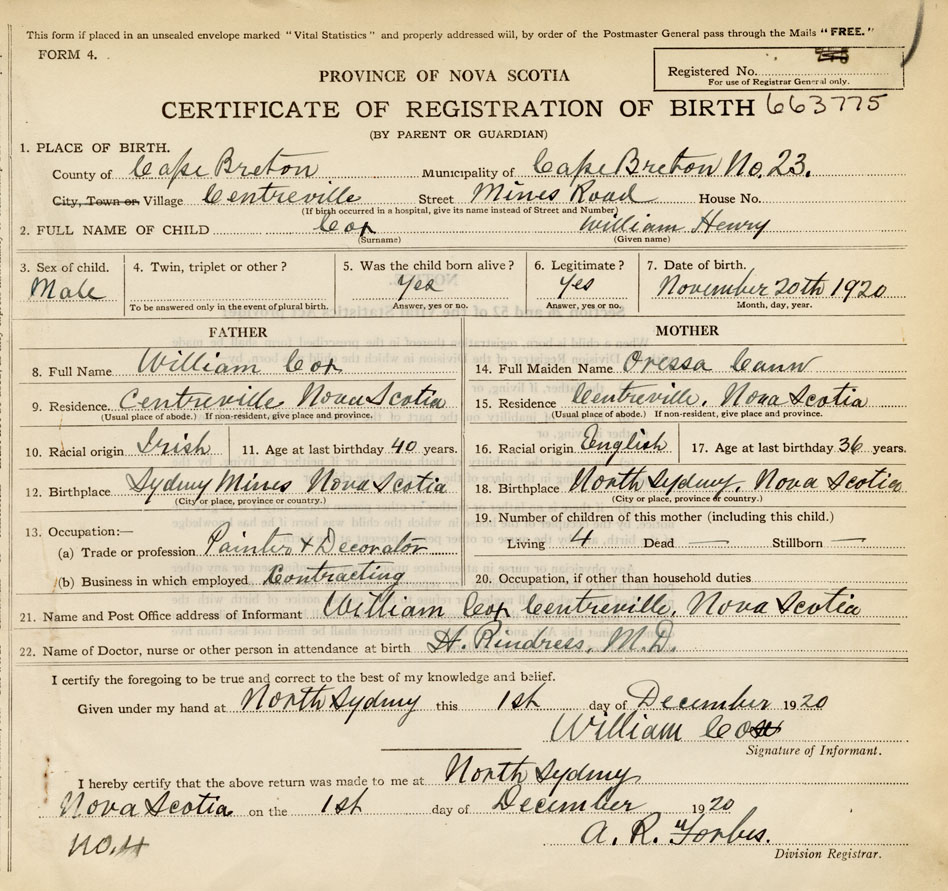 This form if placed in an unsealed envelope marked "Vital Statistics" and properly addressed will, by order of the Postmaster General pass through the Mails "FREE."
FORM 4.
PROVINCE OF NOVA SCOTIA
Registered No.
For use of Registrar General only.
CERTIFICATE OF REGISTRATION OF BIRTH 663775
(BY PARENT OR GUARDIAN)
1. PLACE OF BIRTH.
County of Cape Breton Municipality of Cape Breton No. 23.
City, Town or Village Centreville Street Mines Road House No.
(If birth occurred in a hospital, give its name instead of Street and Number)
2. FULL NAME OF CHILD Cox William Henry
(Surname) (Given name)
3. Sex of child. 4. Twin, triplet or other? 5. Was the child born alive? 6. Legitimate? 7. Date of birth.
Male Yes Yes November 20th 1920
To be answered only in the event of plural birth. Answer, yes or no. Answer, yes or no. Month, day, year.
FATHER MOTHER
8. Full Name William Cox 14. Full Maiden Name Oressa Cann
9. Residence. Centreville Nova Scotia 15. Residence Centreville, Nova Scotia
(Usual place of abode.) If non-resident, give place and province. (Usual place of abode.) If non-resident, give place and province.
10. Racial origin Irish 11. Age at last birthday 40 years. 16. Racial origin English 17. Age at last birthday 36 years.
12. Birthplace Sydney Mines Nova Scotia 18. Birthplace North Sydney, Nova Scotia
(City or place, province or country.) (City or place, province or country.)
13. Occupation:— 19. Number of children of this mother (including this child.)
(a) Trade or profession Painter & Decorator Living 4 Dead — Stillborn —
(b) Business in which employed Contracting 20. Occupation, if other than household duties
21. Name and Post Office address of Informant William Cox Centreville, Nova Scotia
22. Name of Doctor, nurse or other person in attendance at birth H. Rindress, M.D.
I certify the foregoing to be true and correct to the best of my knowledge and belief.
Given under my hand at North Sydney this 1st day of December 1920
William Cox
Signature of Informant.
I hereby certify that the above return was made to me at North Sydney
Nova Scotia on the 1st day of December 1920
No. 4 A. R. Forbes.
Division Registrar.